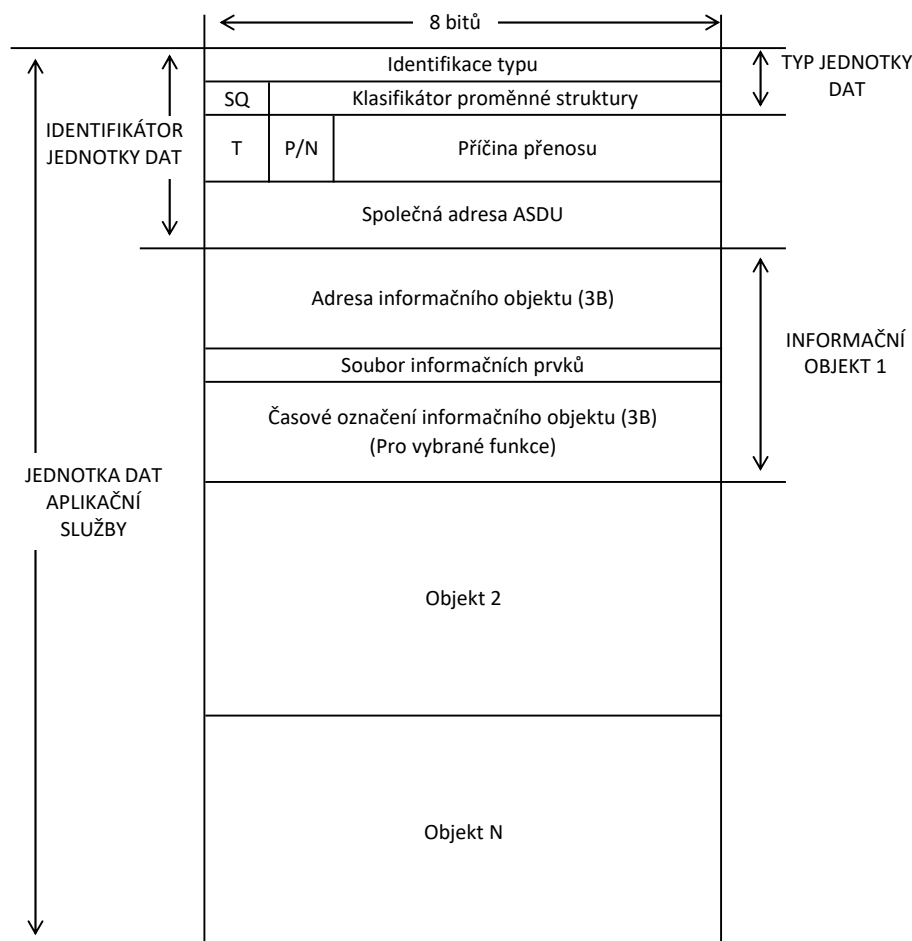 8 bitů
Identifikace typu
TYP JEDNOTKY
DAT
SQ
Klasifikátor proměnné struktury
IDENTIFIKÁTOR
JEDNOTKY DAT
T
P/N
Příčina přenosu
Společná adresa ASDU
Adresa informačního objektu (3B)
INFORMAČNÍ
OBJEKT 1
Soubor informačních prvků
Časové označení informačního objektu (3B)
(Pro vybrané funkce)
JEDNOTKA DAT
APLIKAČNÍ
SLUŽBY
Objekt 2
Objekt N